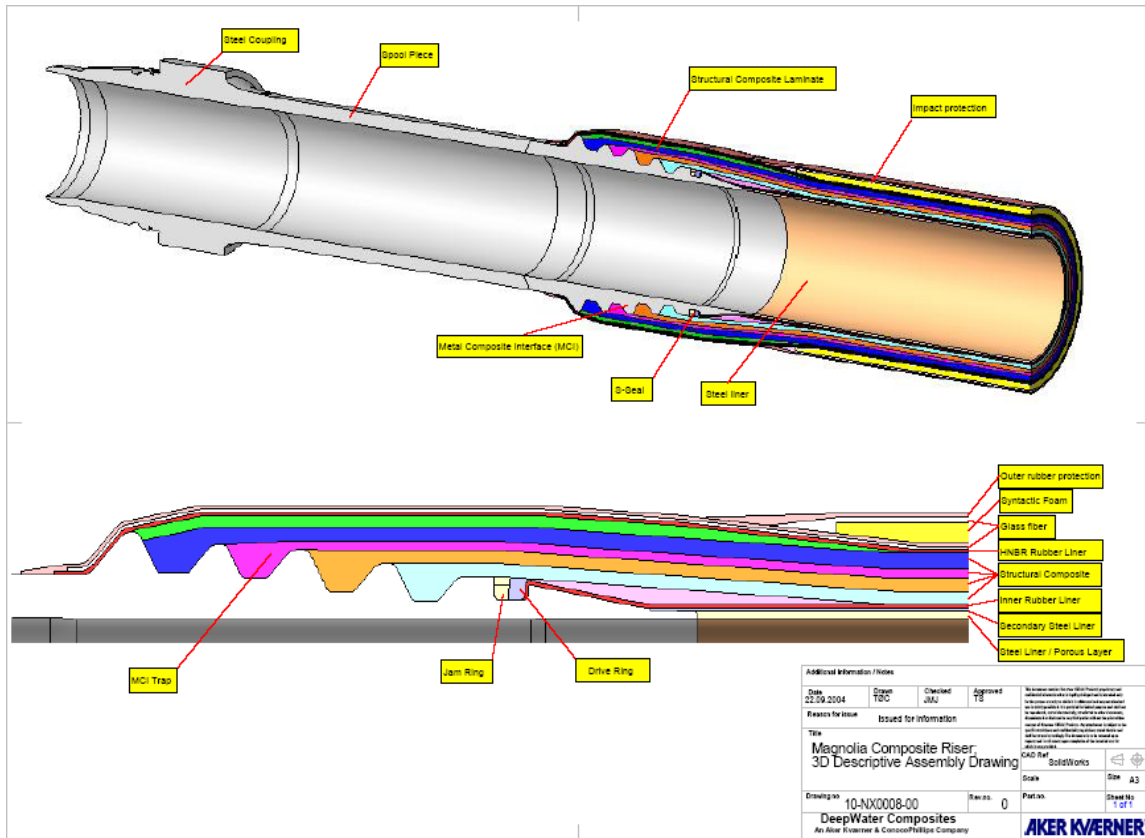 Steel Coupling
Spool Piece
Structural Composite Laminate
Impact protection
Metal Composite Interface (MCI)
S-Seal
Steel liner
Outer rubber protection
Syntactic Foam
Glass fiber
HNBR Rubber Liner
Structural Composite
Inner Rubber Liner
Secondary Steel Liner
Steel Liner / Porous Layer
MCI Trap
Jam Ring
Drive Ring
Additional Information / Notes
Date
22.09.2004
Drawn
TØC
Checked
JMJ
Approved
TS
Reason for Issue
Issued for Information
Title
Magnolia Composite Riser;
3D Descriptive Assembly Drawing
CAD Ref
SolidWorks
Scale
Size A3
Drawing no
10-NX0008-00
Rev no.
0
Part no.
Sheet No
1 of 1
DeepWater Composites
An Aker Kværner & ConocoPhillips Company
AKER KVÆRNER